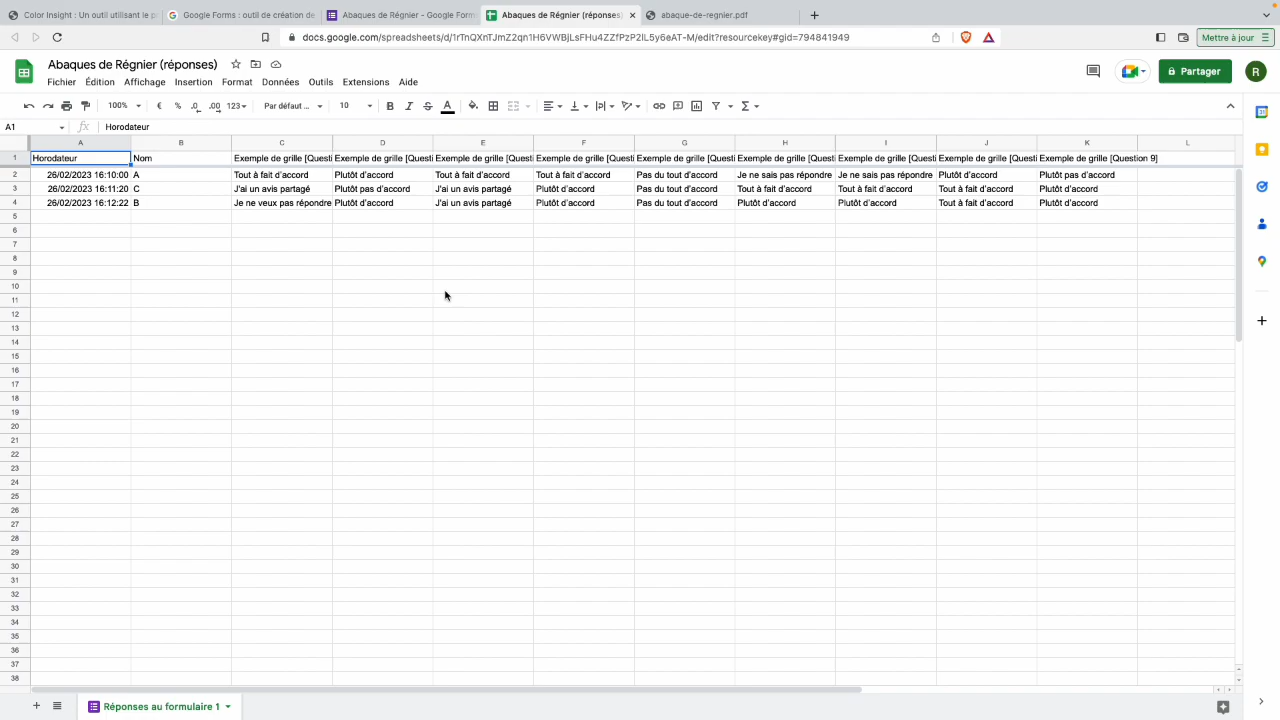 Color Insight : Un outil utilisant le p
Google Forms : outil de création de
Abaques de Régnier - Google Form
Abaques de Régnier (réponses)
abaque-de-regnier.pdf
docs.google.com/spreadsheets/d/1rTnQXnTJmZ2qn1H6VWBjLsFHu4ZZfPzP2IL5y6eAT-M/edit?resourcekey#gid=794841949
Mettre à jour
Abaques de Régnier (réponses)
Fichier Édition Affichage Insertion Format Données Outils Extensions Aide
Partager
R
100% € % .0 .00 123 Par défaut ... 10 B I S A
A1 fx Horodateur
A B C D E F G H I J K L
1 Horodateur Nom Exemple de grille [Questi Exemple de grille [Questi Exemple de grille [Questi Exemple de grille [Questi Exemple de grille [Questi Exemple de grille [Questi Exemple de grille [Questi Exemple de grille [Questi Exemple de grille [Question 9]
2 26/02/2023 16:10:00 A Tout à fait d'accord Plutôt d'accord Tout à fait d'accord Tout à fait d'accord Pas du tout d'accord Je ne sais pas répondre Je ne sais pas répondre Plutôt d'accord Plutôt pas d'accord
3 26/02/2023 16:11:20 C J'ai un avis partagé Plutôt pas d'accord J'ai un avis partagé Plutôt d'accord Pas du tout d'accord Tout à fait d'accord Tout à fait d'accord Tout à fait d'accord Plutôt d'accord
4 26/02/2023 16:12:22 B Je ne veux pas répondre Plutôt d'accord J'ai un avis partagé Plutôt d'accord Pas du tout d'accord Plutôt d'accord Plutôt d'accord Tout à fait d'accord Plutôt d'accord
5
6
7
8
9
10
11
12
13
14
15
16
17
18
19
20
21
22
23
24
25
26
27
28
29
30
31
32
33
34
35
36
37
38
Réponses au formulaire 1